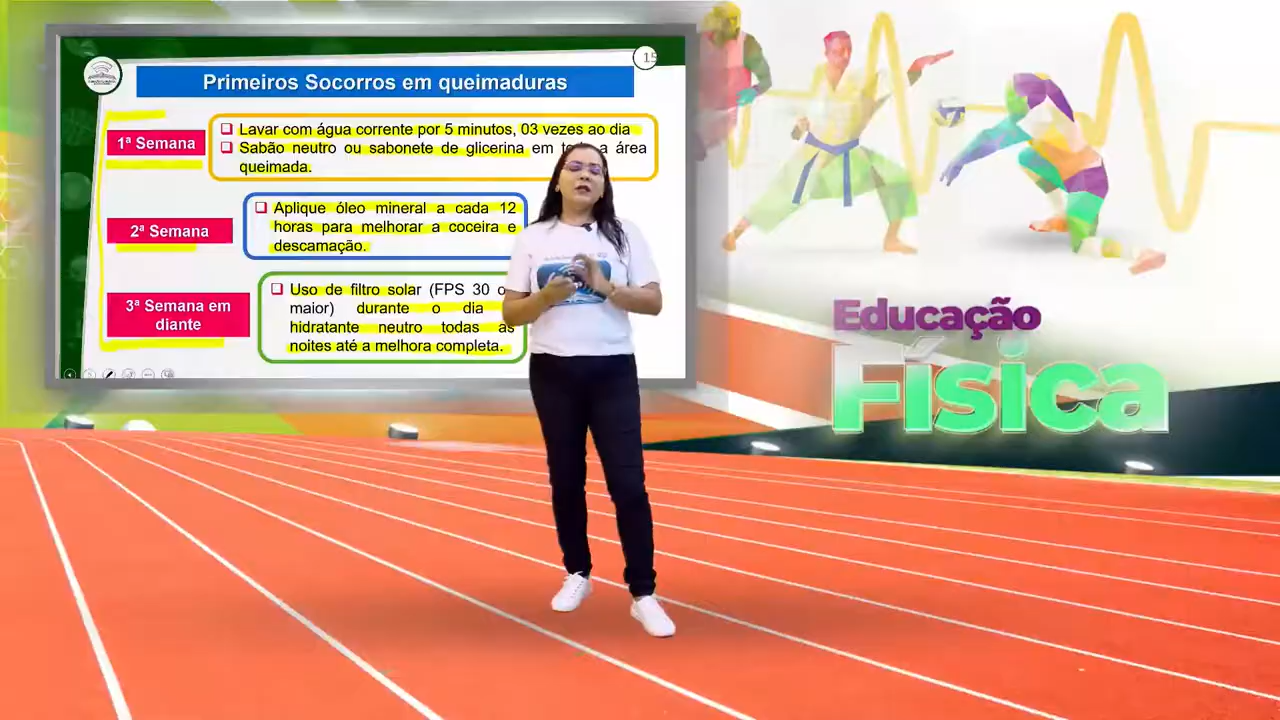 15
Primeiros Socorros em queimaduras
1ª Semana
Lavar com água corrente por 5 minutos, 03 vezes ao dia
Sabão neutro ou sabonete de glicerina em a área
queimada.
2ª Semana
Aplique óleo mineral a cada 12
horas para melhorar a coceira e
descamação.
3ª Semana em
diante
Uso de filtro solar (FPS 30
maior) durante o dia
hidratante neutro todas as
noites até a melhora completa.
Educação
Física